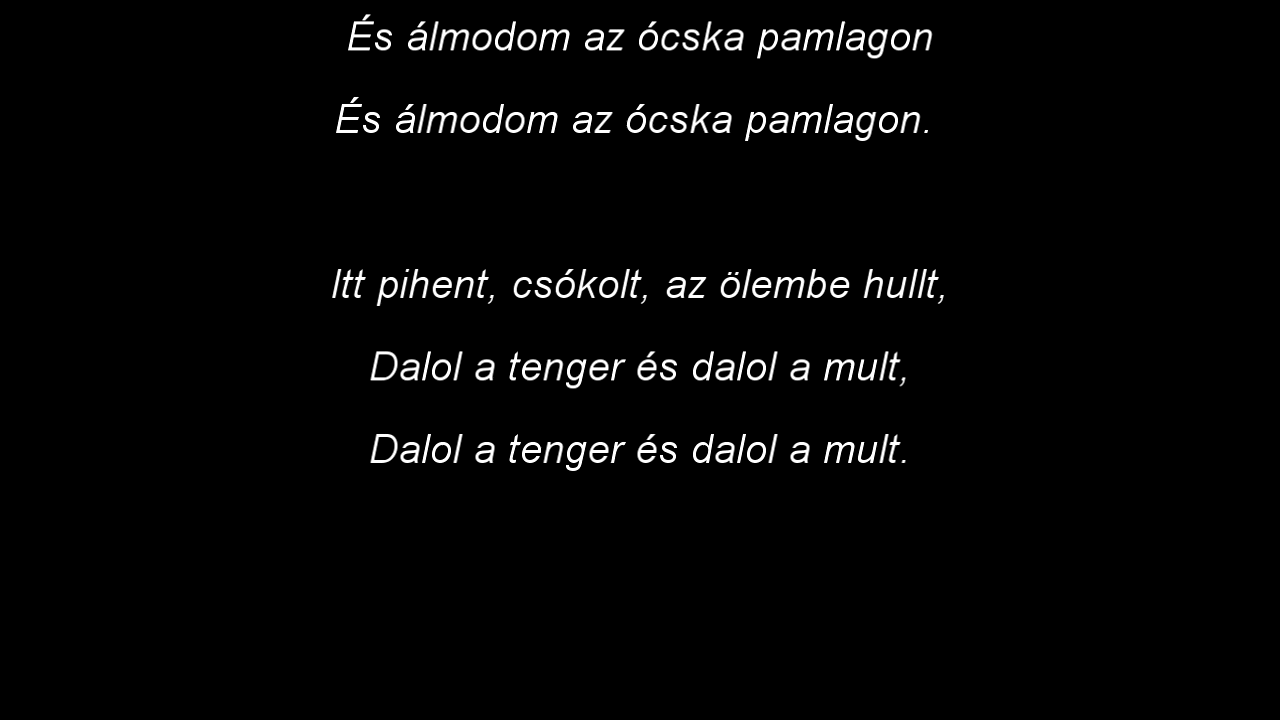 És álmodom az ócska pamlagon
És álmodom az ócska pamlagon.
Itt pihent, csókolt, az ölembe hullt,
Dalol a tenger és dalol a mult,
Dalol a tenger és dalol a mult.